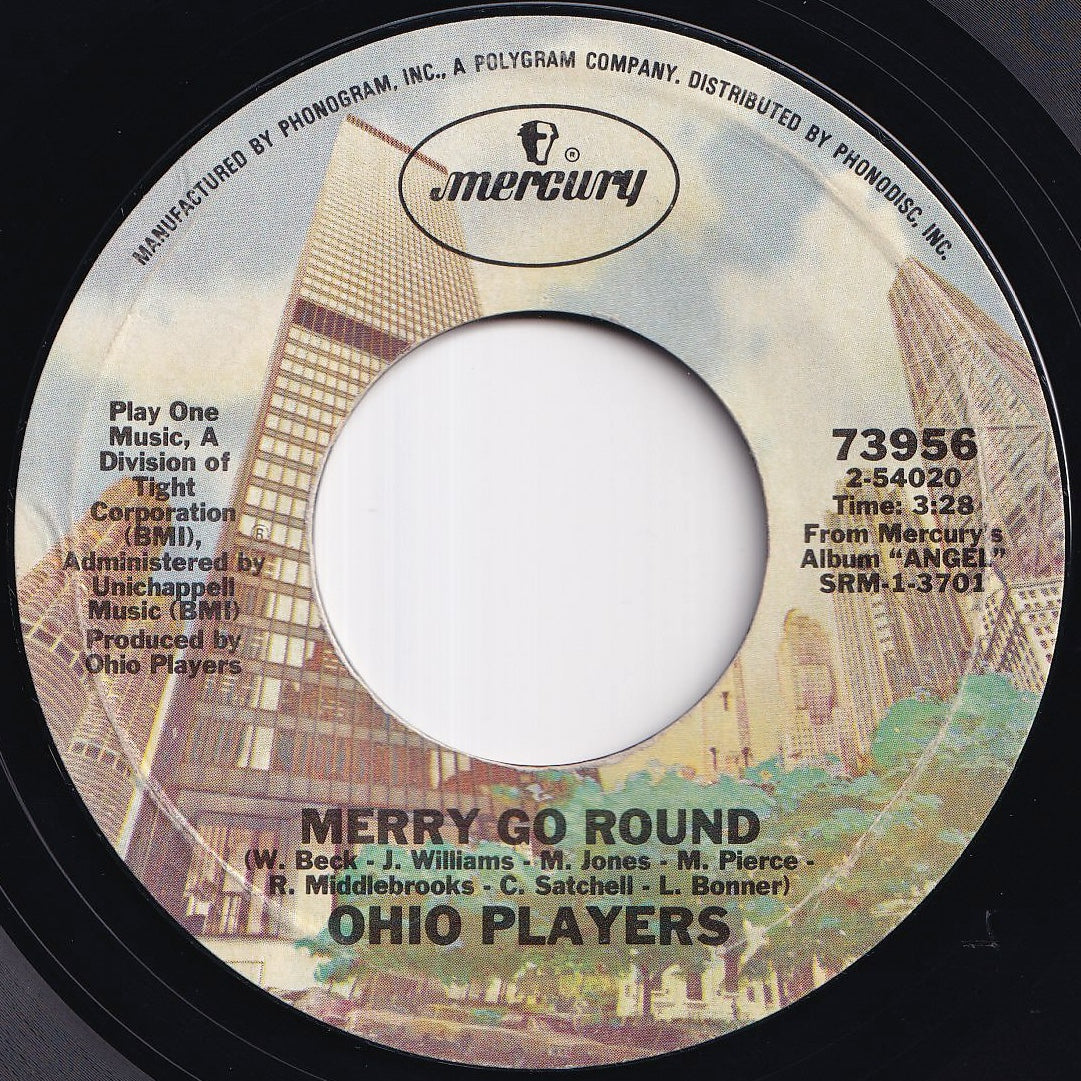 MANUFACTURED BY PHONOGRAM, INC., A POLYGRAM COMPANY. DISTRIBUTED BY PHONODISC, INC.
mercury ®
Play One
Music, A
Division of
Tight
Corporation
(BMI),
Administered by
Unichappell
Music (BMI)
Produced by
Ohio Players
℗
73956
2-54020
Time: 3:28
From Mercury's
Album “ANGEL”
SRM-1-3701
MERRY GO ROUND
(W. Beck - J. Williams - M. Jones - M. Pierce -
R. Middlebrooks - C. Satchell - L. Bonner)
OHIO PLAYERS